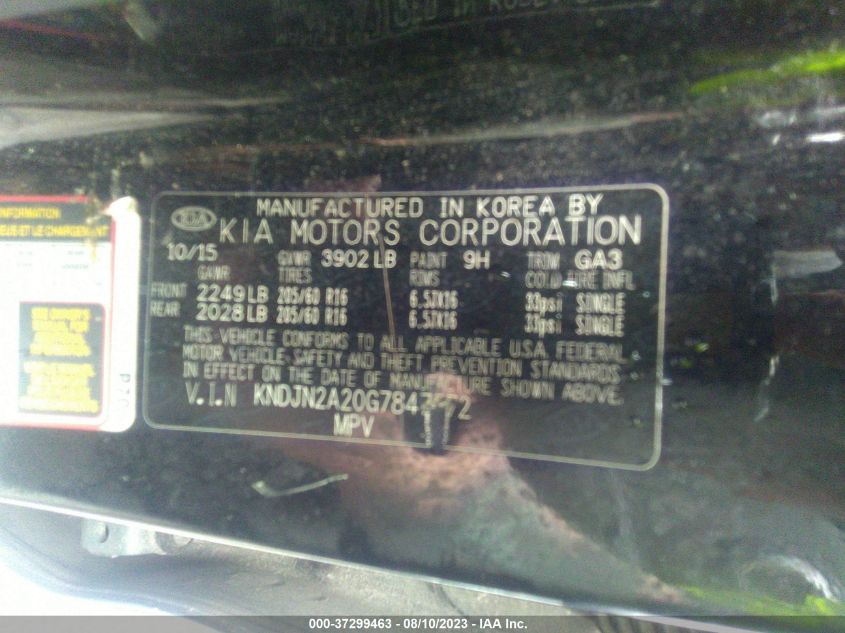 INFORMATION
MANUFACTURED IN KOREA BY
KIA KIA MOTORS CORPORATION
10/15 GVWR 3902 LB PAINT 9H TRIM GA3
GAWR TIRES RIMS COLD TIRE INFL
FRONT 2249 LB 205/60 R16 6.5JX16 33psi SINGLE
REAR 2028 LB 205/60 R16 6.5JX16 33psi SINGLE
THIS VEHICLE CONFORMS TO ALL APPLICABLE U.S.A. FEDERAL
MOTOR VEHICLE SAFETY AND THEFT PREVENTION STANDARDS
IN EFFECT ON THE DATE OF MANUFACTURE SHOWN ABOVE.
V.I.N
MPV
000-37299463 - 08/10/2023 - IAA Inc.